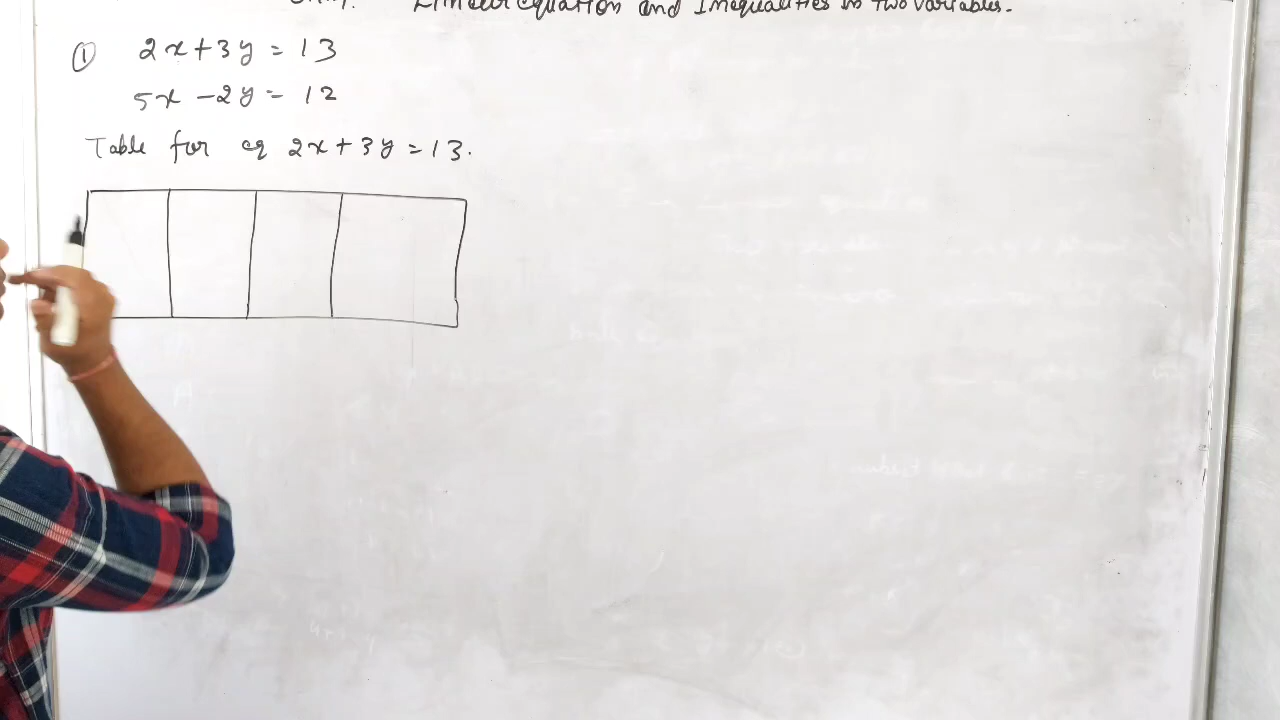 Linear equation and Inequalities in two variables.
① 2x + 3y = 13
5x - 2y = 12
Table for eq 2x + 3y = 13.